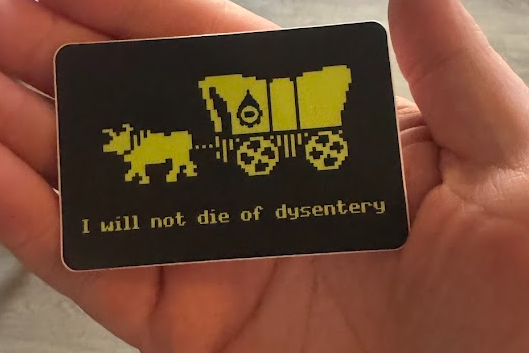 I will not die of dysentery